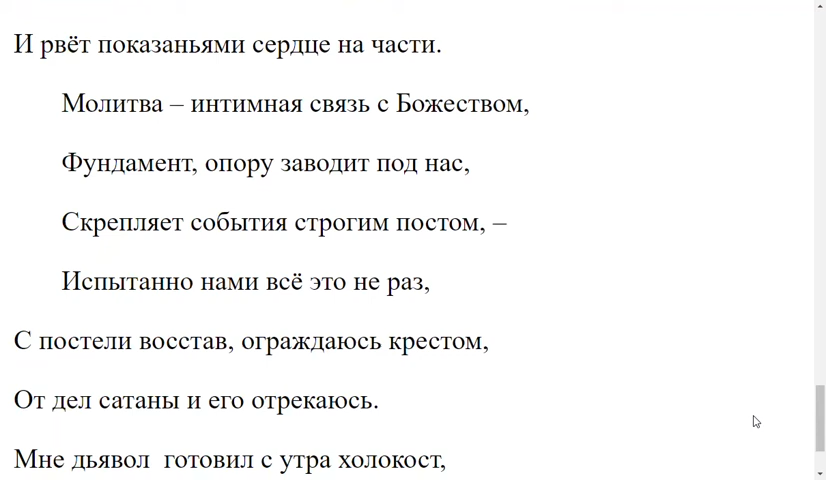 И рвёт показаньями сердце на части.
Молитва – интимная связь с Божеством,
Фундамент, опору заводит под нас,
Скрепляет события строгим постом, –
Испытанно нами всё это не раз,
С постели восстав, ограждаюсь крестом,
От дел сатаны и его отрекаюсь.
Мне дьявол  готовил с утра холокост,